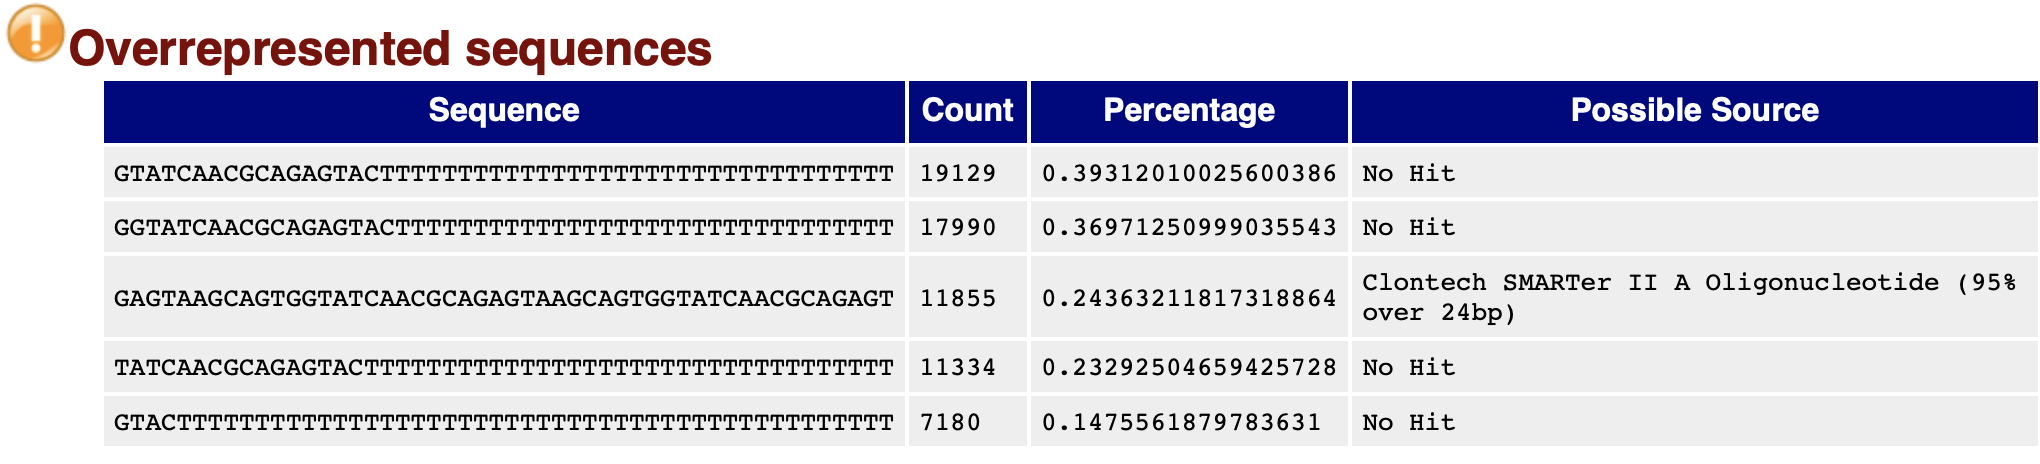 Overrepresented sequences
Sequence Count Percentage Possible Source
GTATCAACGCAGAGTACTTTTTTTTTTTTTTTTTTTTTTTTTTTTTTTTT 19129 0.39312010025600386 No Hit
GGTATCAACGCAGAGTACTTTTTTTTTTTTTTTTTTTTTTTTTTTTTTTT 17990 0.36971250999035543 No Hit
GAGTAAGCAGTGGTATCAACGCAGAGTAAGCAGTGGTATCAACGCAGAGT 11855 0.24363211817318864 Clontech SMARTer II A Oligonucleotide (95%
over 24bp)
TATCAACGCAGAGTACTTTTTTTTTTTTTTTTTTTTTTTTTTTTTTTTTT 11334 0.23292504659425728 No Hit
GTACTTTTTTTTTTTTTTTTTTTTTTTTTTTTTTTTTTTTTTTTTTTTTT 7180 0.1475561879783631 No Hit